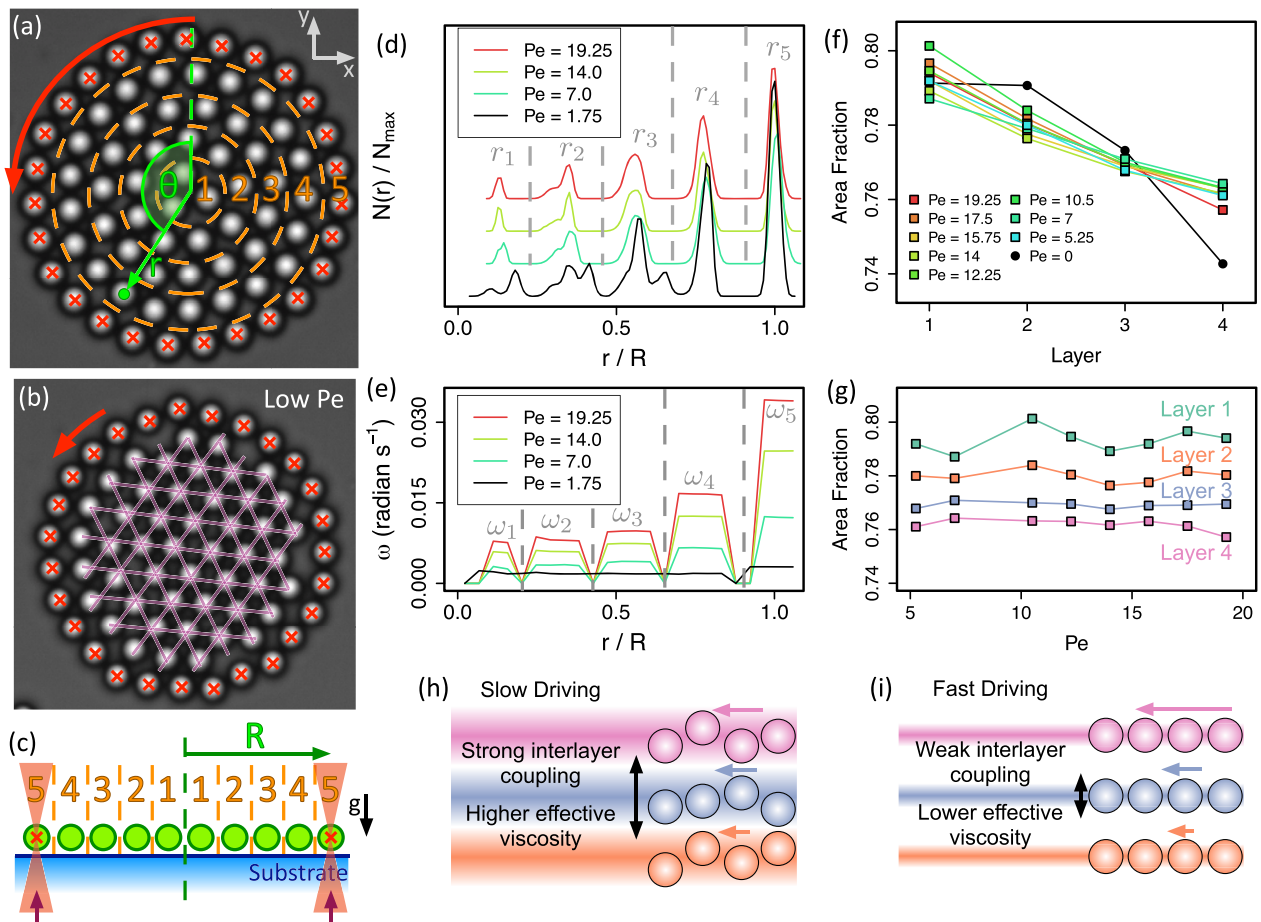 (a)
y
x
θ
r
1 2 3 4 5
(b)
Low Pe
(c)
R
5 4 3 2 1 1 2 3 4 5
g
Substrate
(d)
Pe = 19.25
Pe = 14.0
Pe = 7.0
Pe = 1.75
r1
r2
r3
r4
r5
N(r) / Nmax
0.0 0.5 1.0
r / R
(e)
Pe = 19.25
Pe = 14.0
Pe = 7.0
Pe = 1.75
ω1
ω2
ω3
ω4
ω5
ω (radian s⁻¹)
0.030
0.015
0.000
0.0 0.5 1.0
r / R
(f)
Area Fraction
0.80
0.78
0.76
0.74
Pe = 19.25
Pe = 17.5
Pe = 15.75
Pe = 14
Pe = 12.25
Pe = 10.5
Pe = 7
Pe = 5.25
Pe = 0
1 2 3 4
Layer
(g)
Area Fraction
0.80
0.78
0.76
0.74
Layer 1
Layer 2
Layer 3
Layer 4
5 10 15 20
Pe
(h)
Slow Driving
Strong interlayer
coupling
Higher effective
viscosity
(i)
Fast Driving
Weak interlayer
coupling
Lower effective
viscosity